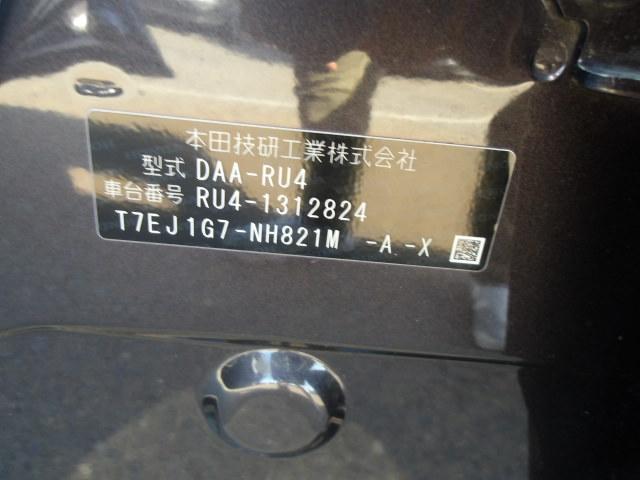 本田技研工業株式会社
型式 DAA-RU4
車台番号 RU4-1312824
T7EJ1G7-NH821M -A -X